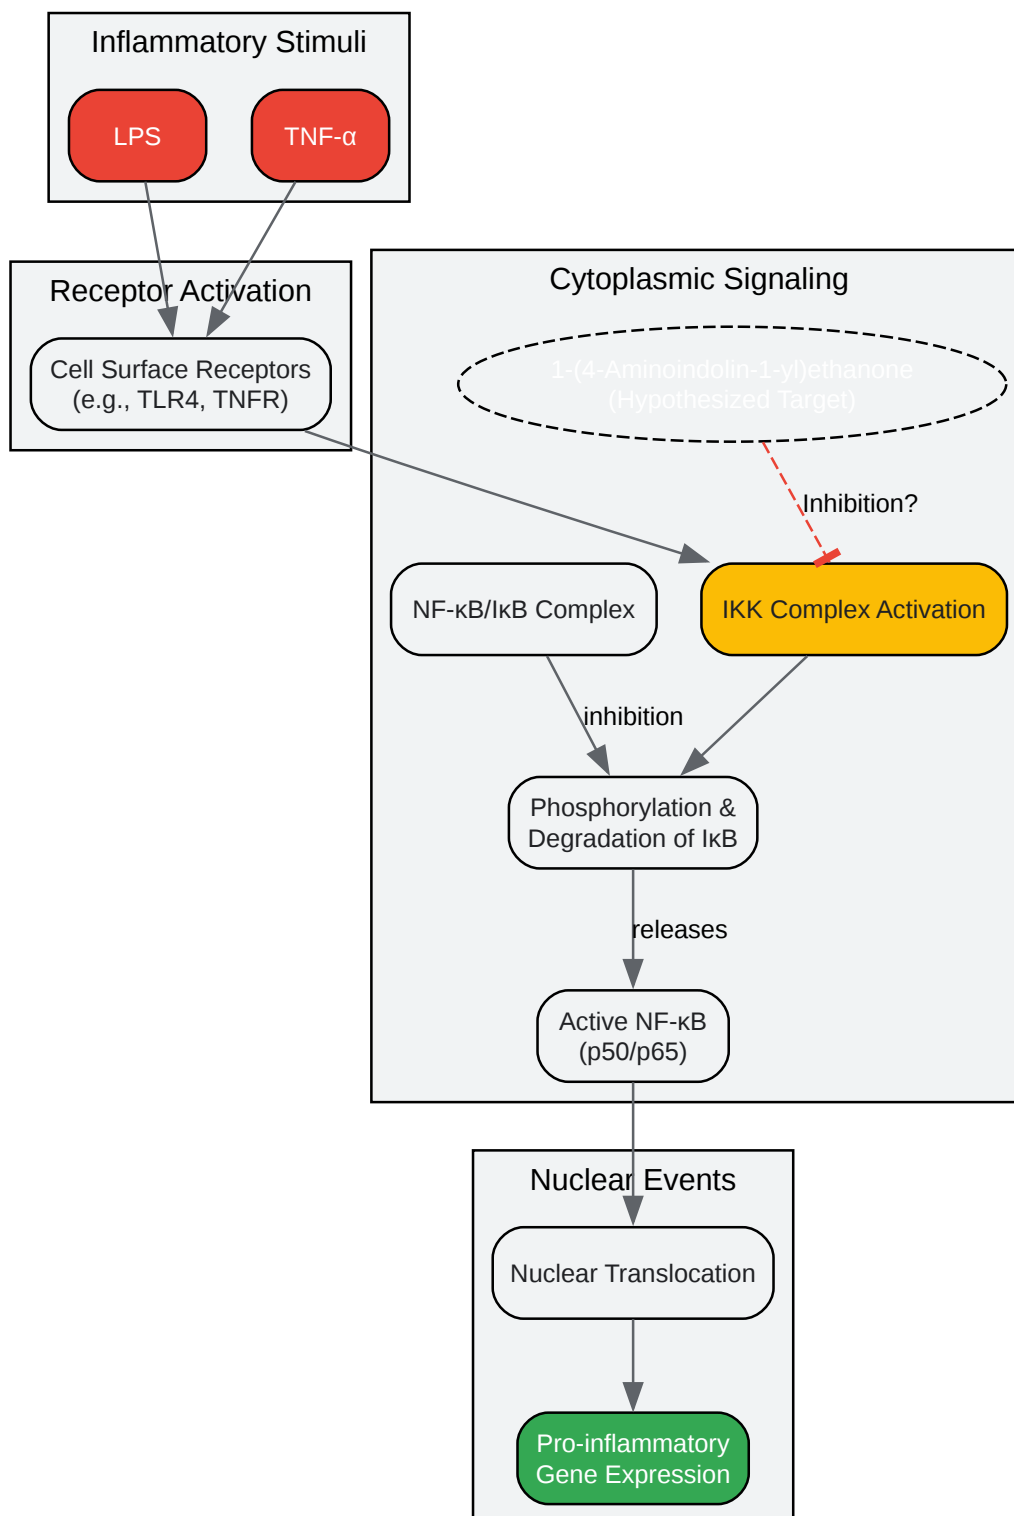 Inflammatory Stimuli
LPS
TNF-α
Receptor Activation
Cell Surface Receptors
(e.g., TLR4, TNFR)
Cytoplasmic Signaling
1-(4-Aminoindolin-1-yl)ethanone
(Hypothesized Target)
Inhibition?
NF-κB/IκB Complex
IKK Complex Activation
inhibition
Phosphorylation &
Degradation of IκB
releases
Active NF-κB
(p50/p65)
Nuclear Events
Nuclear Translocation
Pro-inflammatory
Gene Expression